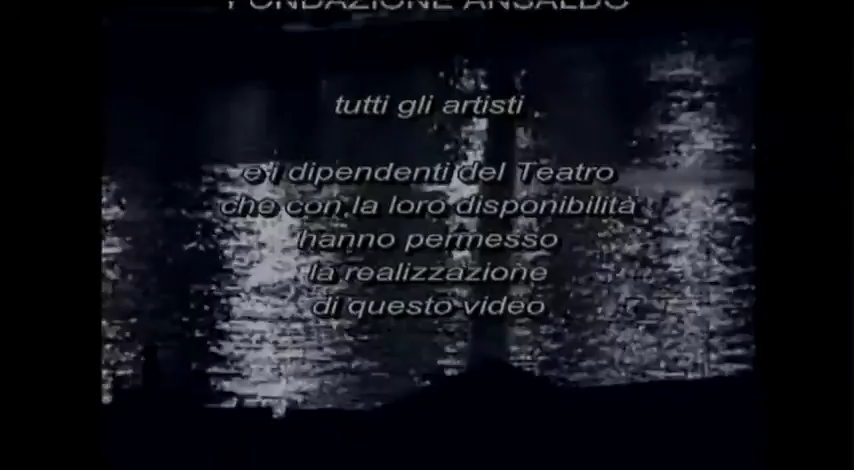 FONDAZIONE ANSALDO
tutti gli artisti
e i dipendenti del Teatro
che con la loro disponibilità
hanno permesso
la realizzazione
di questo video